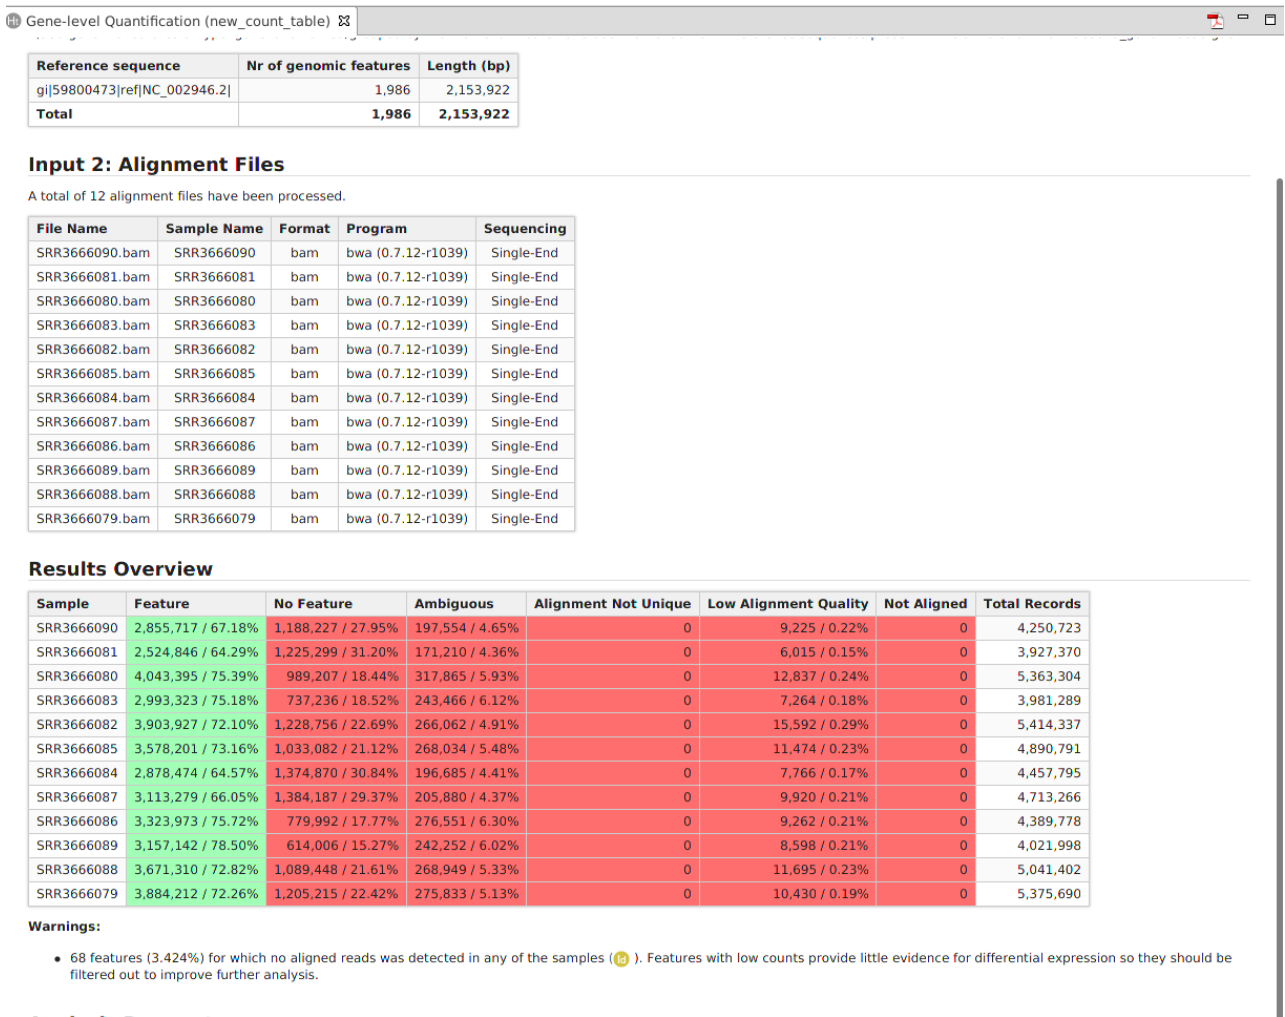 Gene-level Quantification (new_count_table)
Reference sequence Nr of genomic features Length (bp)
gi|59800473|ref|NC_002946.2| 1,986 2,153,922
Total 1,986 2,153,922
Input 2: Alignment Files
A total of 12 alignment files have been processed.
File Name Sample Name Format Program Sequencing
SRR3666090.bam SRR3666090 bam bwa (0.7.12-r1039) Single-End
SRR3666081.bam SRR3666081 bam bwa (0.7.12-r1039) Single-End
SRR3666080.bam SRR3666080 bam bwa (0.7.12-r1039) Single-End
SRR3666083.bam SRR3666083 bam bwa (0.7.12-r1039) Single-End
SRR3666082.bam SRR3666082 bam bwa (0.7.12-r1039) Single-End
SRR3666085.bam SRR3666085 bam bwa (0.7.12-r1039) Single-End
SRR3666084.bam SRR3666084 bam bwa (0.7.12-r1039) Single-End
SRR3666087.bam SRR3666087 bam bwa (0.7.12-r1039) Single-End
SRR3666086.bam SRR3666086 bam bwa (0.7.12-r1039) Single-End
SRR3666089.bam SRR3666089 bam bwa (0.7.12-r1039) Single-End
SRR3666088.bam SRR3666088 bam bwa (0.7.12-r1039) Single-End
SRR3666079.bam SRR3666079 bam bwa (0.7.12-r1039) Single-End
Results Overview
Sample Feature No Feature Ambiguous Alignment Not Unique Low Alignment Quality Not Aligned Total Records
SRR3666090 2,855,717 / 67.18% 1,188,227 / 27.95% 197,554 / 4.65% 0 9,225 / 0.22% 0 4,250,723
SRR3666081 2,524,846 / 64.29% 1,225,299 / 31.20% 171,210 / 4.36% 0 6,015 / 0.15% 0 3,927,370
SRR3666080 4,043,395 / 75.39% 989,207 / 18.44% 317,865 / 5.93% 0 12,837 / 0.24% 0 5,363,304
SRR3666083 2,993,323 / 75.18% 737,236 / 18.52% 243,466 / 6.12% 0 7,264 / 0.18% 0 3,981,289
SRR3666082 3,903,927 / 72.10% 1,228,756 / 22.69% 266,062 / 4.91% 0 15,592 / 0.29% 0 5,414,337
SRR3666085 3,578,201 / 73.16% 1,033,082 / 21.12% 268,034 / 5.48% 0 11,474 / 0.23% 0 4,890,791
SRR3666084 2,878,474 / 64.57% 1,374,870 / 30.84% 196,685 / 4.41% 0 7,766 / 0.17% 0 4,457,795
SRR3666087 3,113,279 / 66.05% 1,384,187 / 29.37% 205,880 / 4.37% 0 9,920 / 0.21% 0 4,713,266
SRR3666086 3,323,973 / 75.72% 779,992 / 17.77% 276,551 / 6.30% 0 9,262 / 0.21% 0 4,389,778
SRR3666089 3,157,142 / 78.50% 614,006 / 15.27% 242,252 / 6.02% 0 8,598 / 0.21% 0 4,021,998
SRR3666088 3,671,310 / 72.82% 1,089,448 / 21.61% 268,949 / 5.33% 0 11,695 / 0.23% 0 5,041,402
SRR3666079 3,884,212 / 72.26% 1,205,215 / 22.42% 275,833 / 5.13% 0 10,430 / 0.19% 0 5,375,690
Warnings:
• 68 features (3.424%) for which no aligned reads was detected in any of the samples (Id ). Features with low counts provide little evidence for differential expression so they should be
filtered out to improve further analysis.